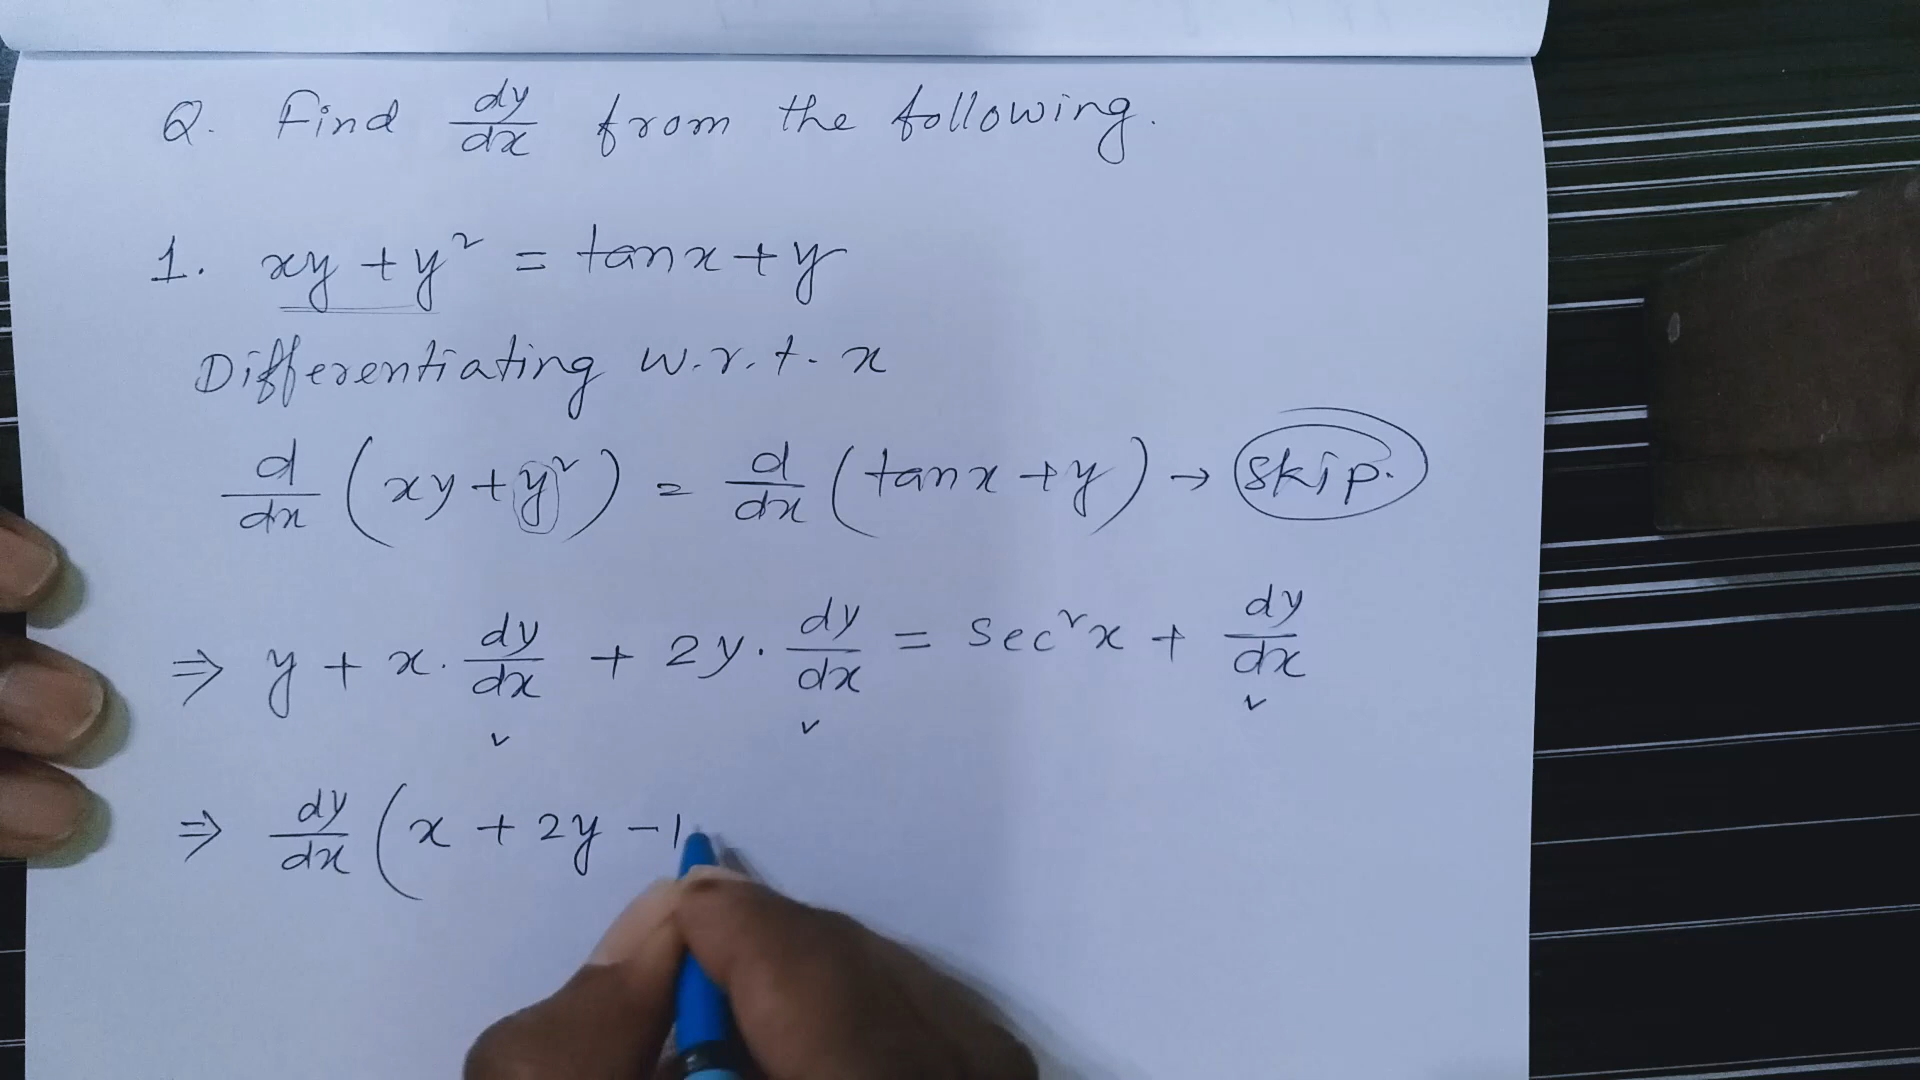 Q. Find dy/dx from the following.
1. xy + y² = tanx + y
Differentiating w.r.t. x
d/dx (xy + y²) = d/dx (tanx + y) → Skip.
⇒ y + x. dy/dx + 2y. dy/dx = sec²x + dy/dx
⇒ dy/dx (x + 2y - 1